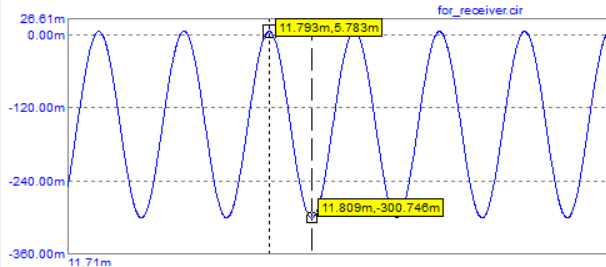 for_receiver.cir
26.61m
11.793m,5.783m
0.00m
-120.00m
-240.00m
11.809m,-300.746m
-360.00m
11.71m